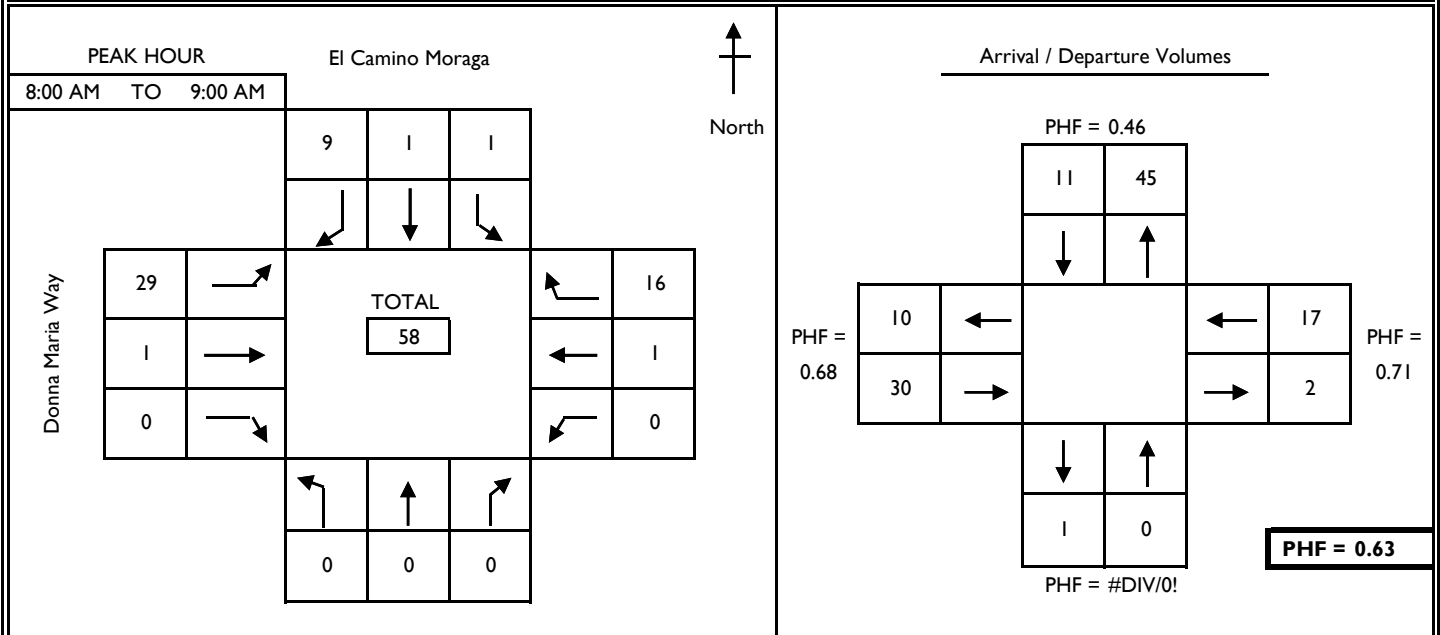 PEAK HOUR
8:00 AM TO 9:00 AM
El Camino Moraga
North
9 1 1
Donna Maria Way
29
1
0
TOTAL
58
16
1
0
0 0 0
Arrival / Departure Volumes
PHF = 0.46
11 45
PHF =
0.68
10
30
17
2
PHF =
0.71
1 0
PHF = #DIV/0!
PHF = 0.63